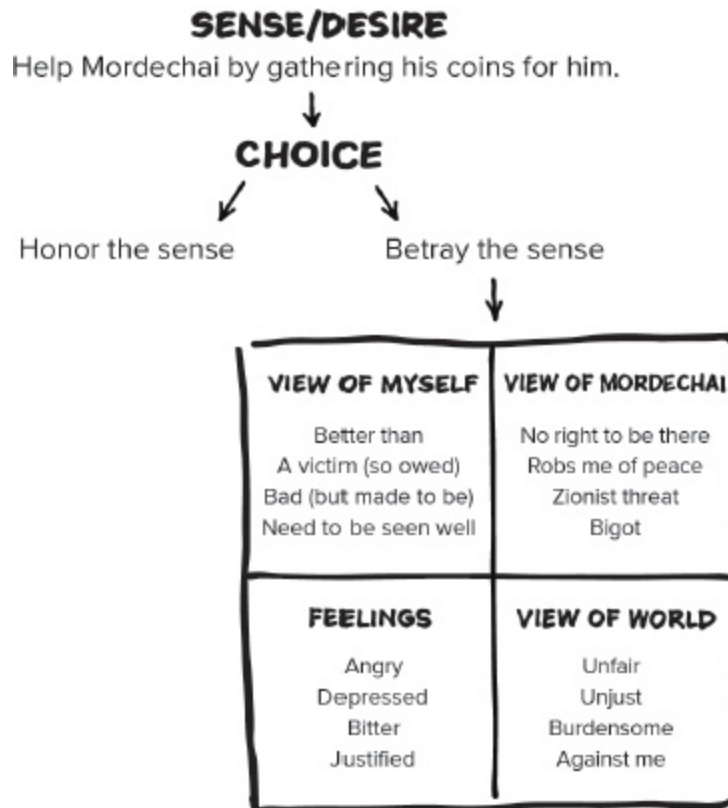 SENSE/DESIRE
Help Mordechai by gathering his coins for him.
CHOICE
Honor the sense
Betray the sense
VIEW OF MYSELF
Better than
A victim (so owed)
Bad (but made to be)
Need to be seen well
VIEW OF MORDECHAI
No right to be there
Robs me of peace
Zionist threat
Bigot
FEELINGS
Angry
Depressed
Bitter
Justified
VIEW OF WORLD
Unfair
Unjust
Burdensome
Against me